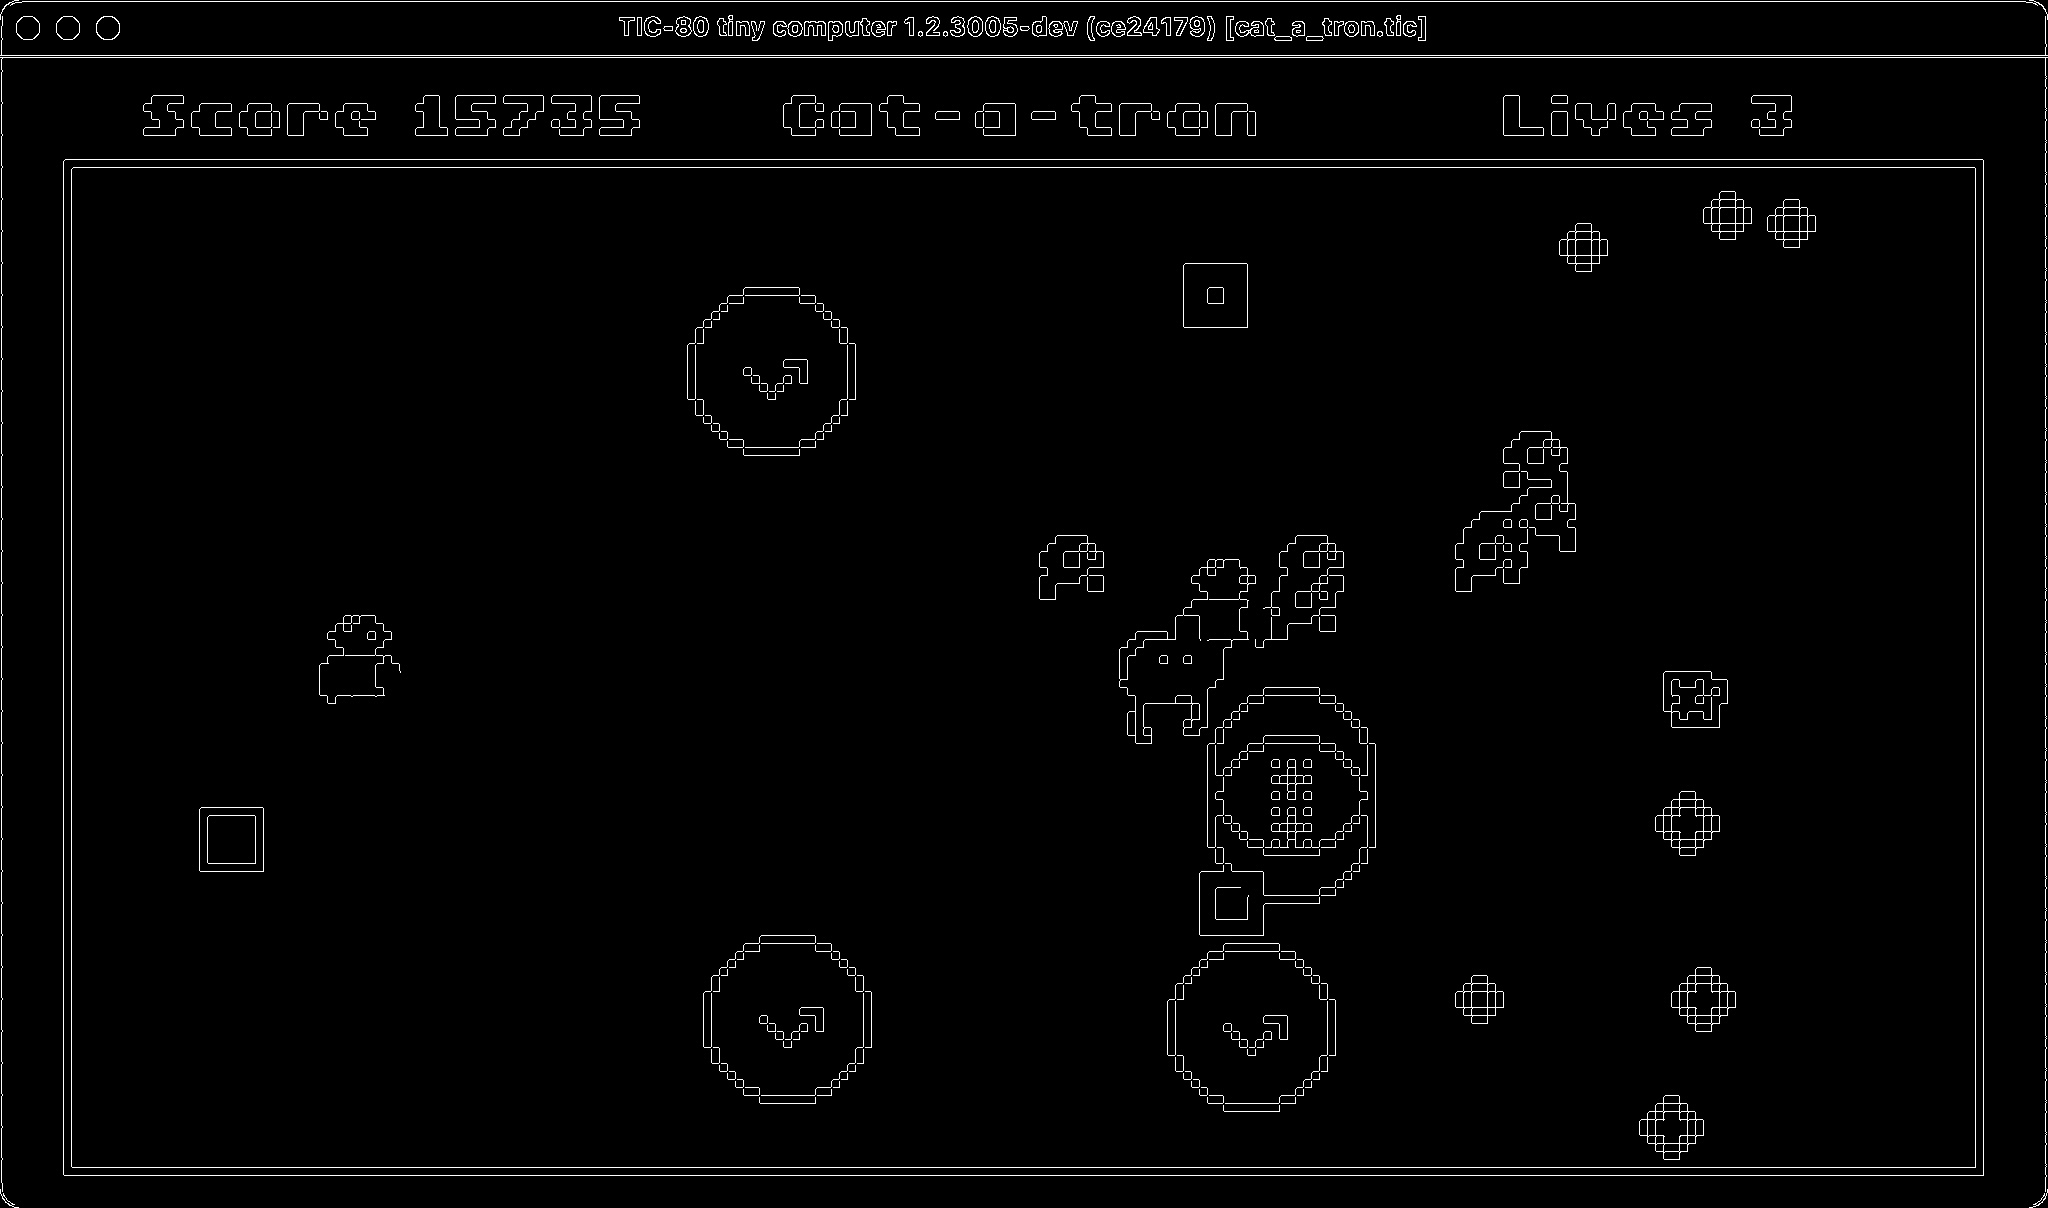 TIC-80 tiny computer 1.2.3005-dev (ce24179) [cat_a_tron.tic]
Score 15735 Cat-a-tron Lives 3